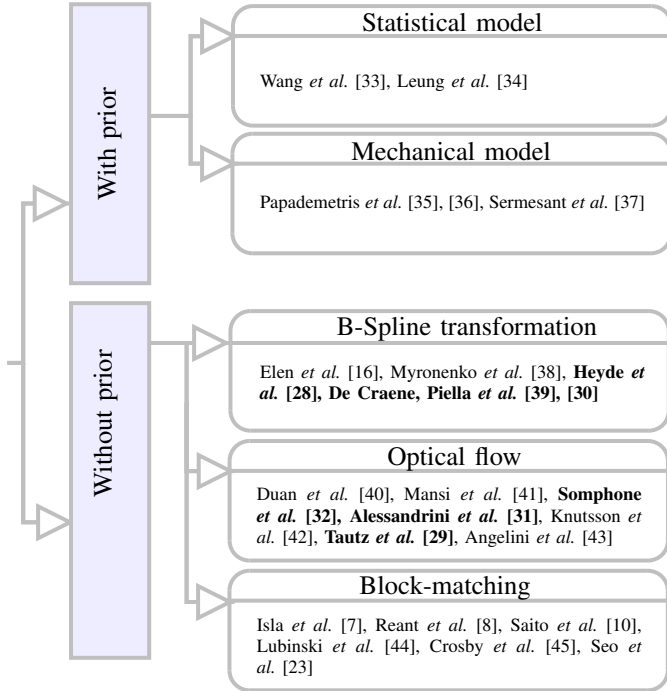 With prior
Statistical model
Wang et al. [33], Leung et al. [34]
Mechanical model
Papademetris et al. [35], [36], Sermesant et al. [37]
Without prior
B-Spline transformation
Elen et al. [16], Myronenko et al. [38], Heyde et
al. [28], De Craene, Piella et al. [39], [30]
Optical flow
Duan et al. [40], Mansi et al. [41], Somphone
et al. [32], Alessandrini et al. [31], Knutsson et
al. [42], Tautz et al. [29], Angelini et al. [43]
Block-matching
Isla et al. [7], Reant et al. [8], Saito et al. [10],
Lubinski et al. [44], Crosby et al. [45], Seo et
al. [23]